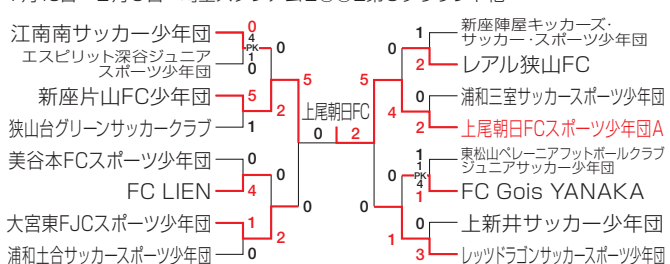 江南南サッカー少年団
0
4
PK
1
0
エスピリット深谷ジュニア
スポーツ少年団
新座片山FC少年団
5
狭山台グリーンサッカークラブ
1
美谷本FCスポーツ少年団
0
FC LIEN
4
大宮東FJCスポーツ少年団
1
浦和土合サッカースポーツ少年団
0
0
2
0
2
5
0
上尾朝日FC
0 2
5
0
0
4
0
1
1
新座陣屋キッカーズ・
サッカー・スポーツ少年団
2
レアル狭山FC
0
浦和三室サッカースポーツ少年団
2
上尾朝日FCスポーツ少年団A
1
1
PK
4
1
東松山ペレーニアフットボールクラブ
ジュニアサッカー少年団
FC Gois YANAKA
0
上新井サッカー少年団
3
レッツドラゴンサッカースポーツ少年団